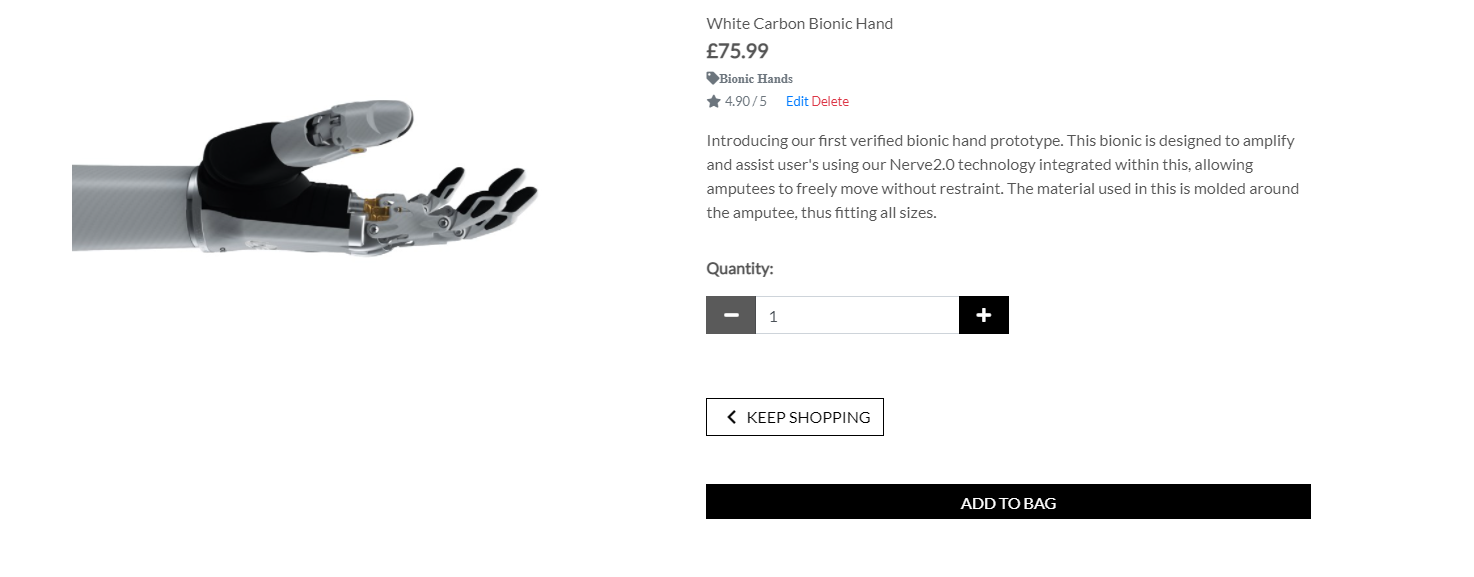 White Carbon Bionic Hand
£75.99
Bionic Hands
4.90 / 5 Edit Delete
Introducing our first verified bionic hand prototype. This bionic is designed to amplify
and assist user's using our Nerve2.0 technology integrated within this, allowing
amputees to freely move without restraint. The material used in this is molded around
the amputee, thus fitting all sizes.
Quantity:
1
KEEP SHOPPING
ADD TO BAG